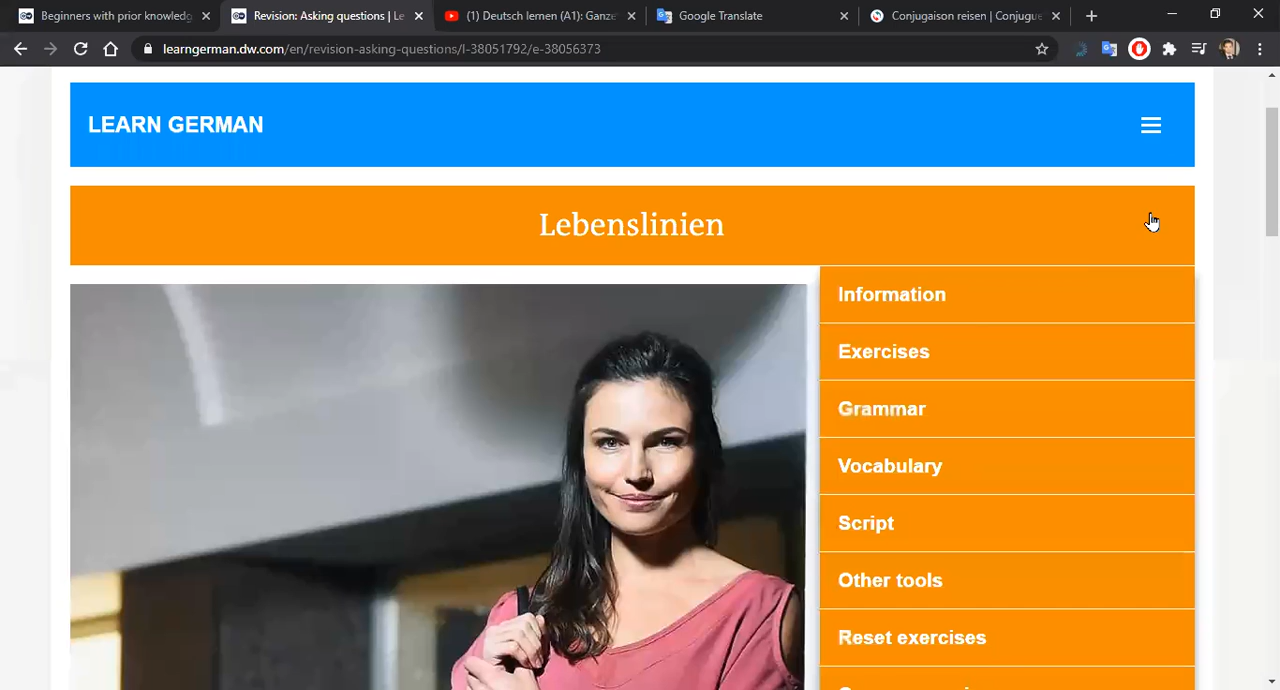 Beginners with prior knowledg
Revision: Asking questions | Le
(1) Deutsch lernen (A1): Ganze
Google Translate
Conjugaison reisen | Conjugue
learngerman.dw.com/en/revision-asking-questions/l-38051792/e-38056373
LEARN GERMAN
Lebenslinien
Information
Exercises
Grammar
Vocabulary
Script
Other tools
Reset exercises